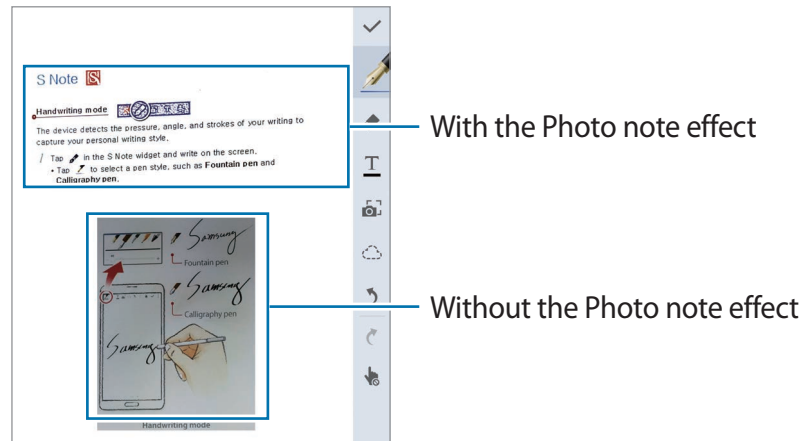 S Note
Handwriting mode
The device detects the pressure, angle, and strokes of your writing to
capture your personal writing style.
1 Tap in the S Note widget and write on the screen.
• Tap to select a pen style, such as Fountain pen and
Calligraphy pen.
With the Photo note effect
T
Samsung
Fountain pen
Samsung
Calligraphy pen
Samsung
Without the Photo note effect
Handwriting mode